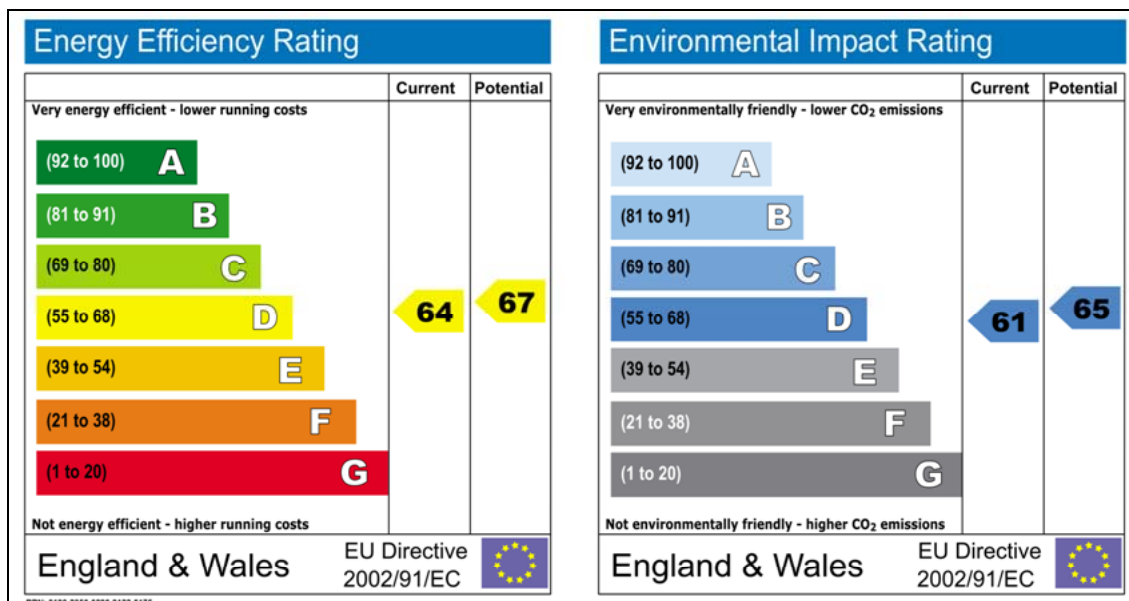 Energy Efficiency Rating
Current Potential
Very energy efficient - lower running costs
(92 to 100) A
(81 to 91) B
(69 to 80) C
(55 to 68) D
64
67
(39 to 54) E
(21 to 38) F
(1 to 20) G
Not energy efficient - higher running costs
England & Wales
EU Directive
2002/91/EC
Environmental Impact Rating
Current Potential
Very environmentally friendly - lower CO₂ emissions
(92 to 100) A
(81 to 91) B
(69 to 80) C
(55 to 68) D
61
65
(39 to 54) E
(21 to 38) F
(1 to 20) G
Not environmentally friendly - higher CO₂ emissions
England & Wales
EU Directive
2002/91/EC